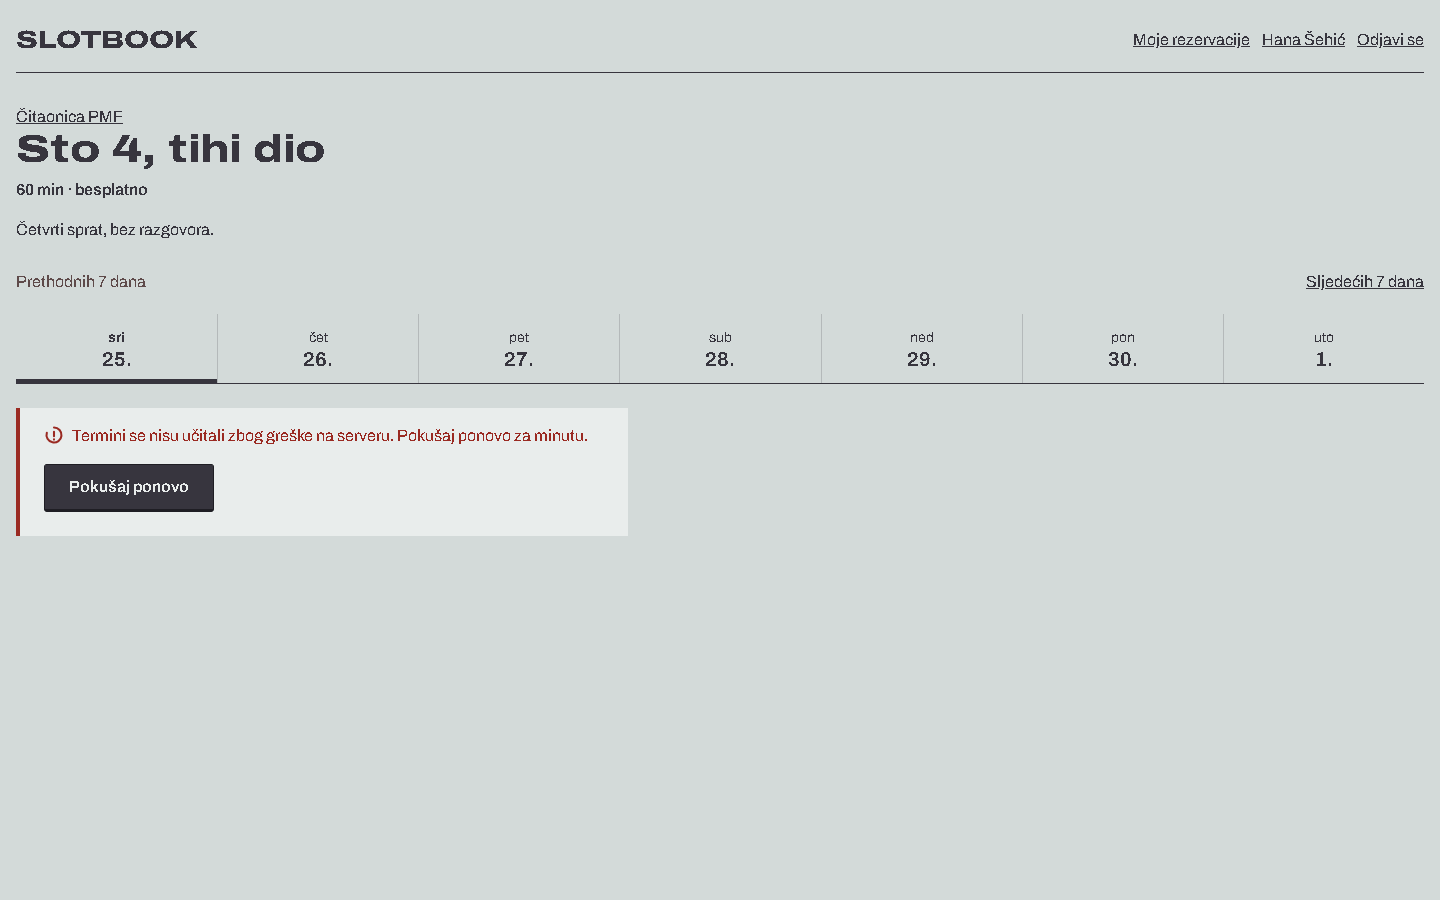 SLOTBOOK
Moje rezervacije Hana Šehić Odjavi se
Čitaonica PMF
Sto 4, tihi dio
60 min · besplatno
Četvrti sprat, bez razgovora.
Prethodnih 7 dana
Sljedećih 7 dana
sri
25.
čet
26.
pet
27.
sub
28.
ned
29.
pon
30.
uto
1.
Termini se nisu učitali zbog greške na serveru. Pokušaj ponovo za minutu.
Pokušaj ponovo